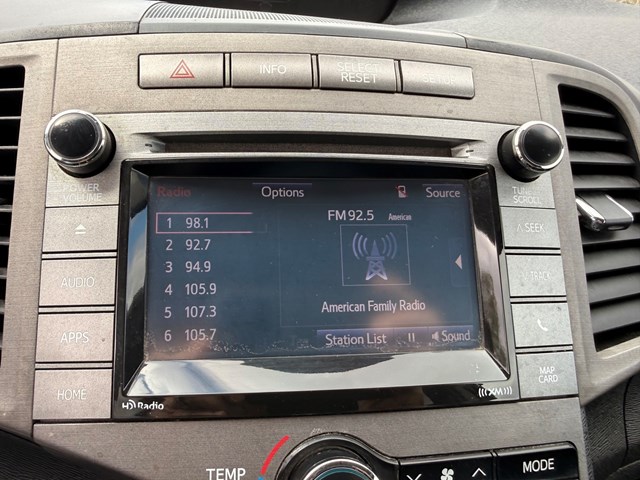 INFO
SELECT RESET
SETUP
POWER VOLUME
AUDIO
APPS
HOME
Radio
Options
Source
1 98.1
2 92.7
3 94.9
4 105.9
5 107.3
6 105.7
FM 92.5 American
American Family Radio
Station List
Sound
HD Radio
((((XM)))
TUNE SCROLL
∧ SEEK
∨ TRACK
MAP CARD
TEMP
MODE